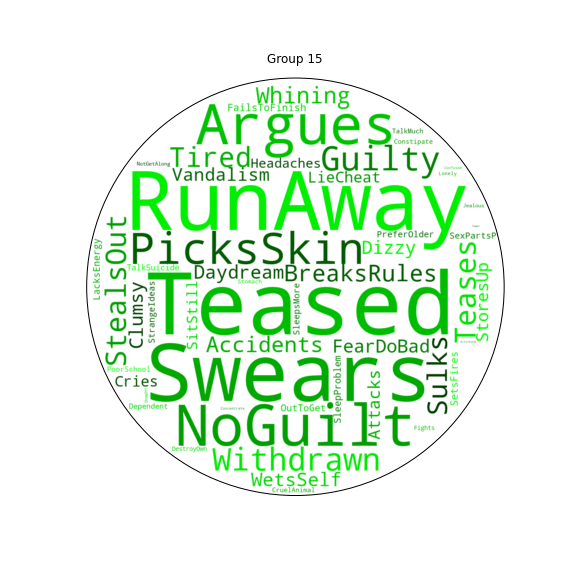 Group 15
Whining
FailsToFinish
Argues
TalkMuch
Constipate
Tired
Headaches
Guilty
NotGetAlong
Vandalism
LieCheat
Confused
Lonely
RunAway
Jealous
PicksSkin
PreferOlder
SexPartsP
Dizzy
LacksEnergy
StealsOut
TalkSuicide
Daydream
BreaksRules
Teases
StoresUp
Clumsy
StrangeIdeas
Stomach
Teased
SitStill
SleepsMore
Accidents
FearDoBad
Sulks
SetsFires
PoorSchool
Cries
Swears
SleepProblem
Attacks
Dependent
OutToGet
NoGuilt
Fights
DestroyOwn
Withdrawn
WetsSelf
CruelAnimal